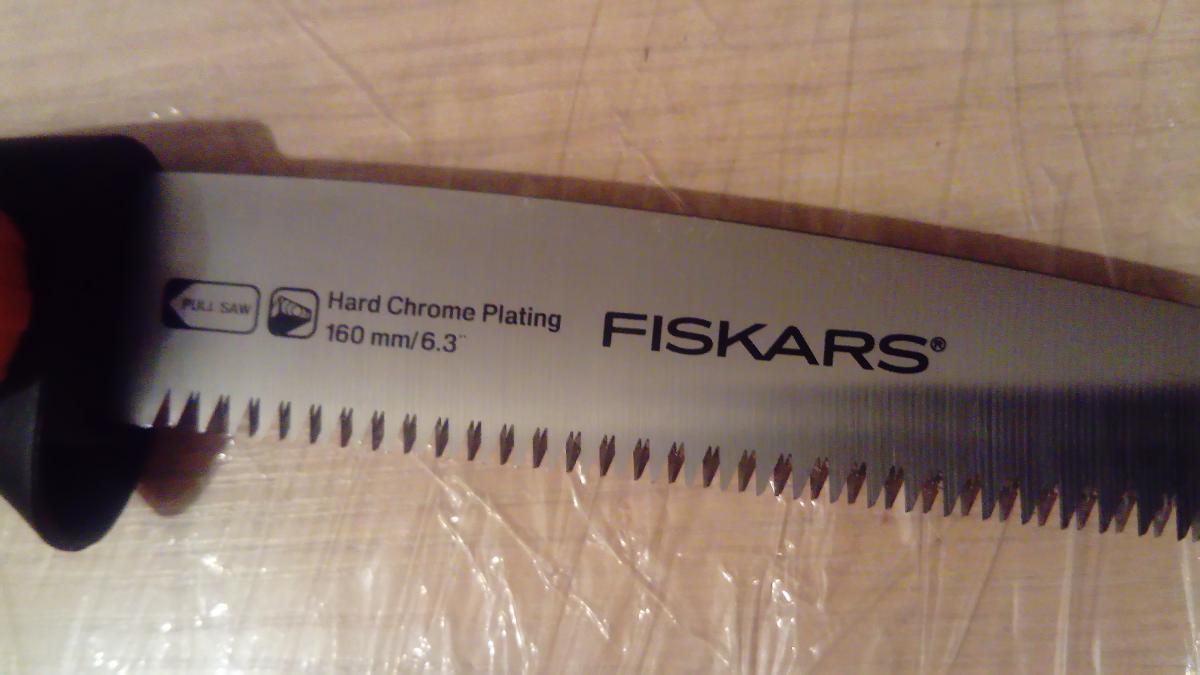 PULL SAW
Hard Chrome Plating
160 mm/6.3"
FISKARS®